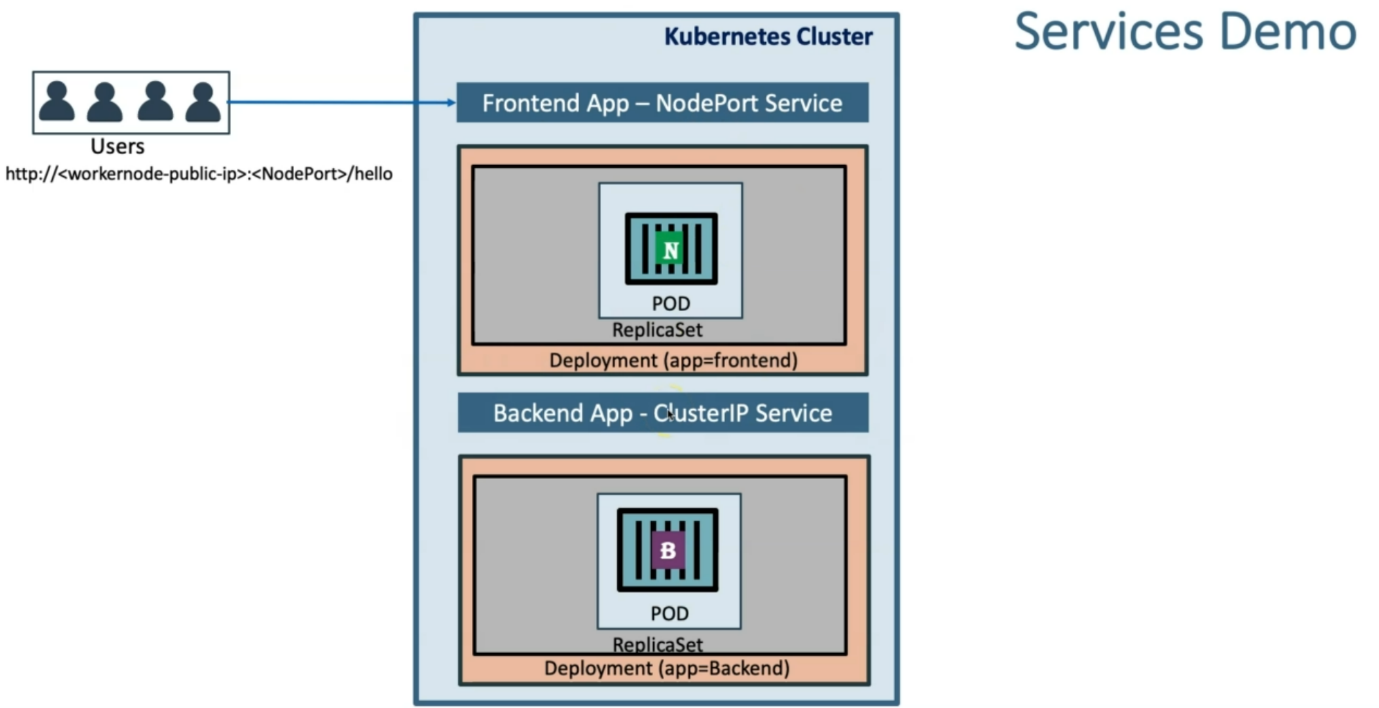 Services Demo
Kubernetes Cluster
Frontend App – NodePort Service
Users
http://<workernode-public-ip>:<NodePort>/hello
N
POD
ReplicaSet
Deployment (app=frontend)
Backend App - ClusterIP Service
B
POD
ReplicaSet
Deployment (app=Backend)